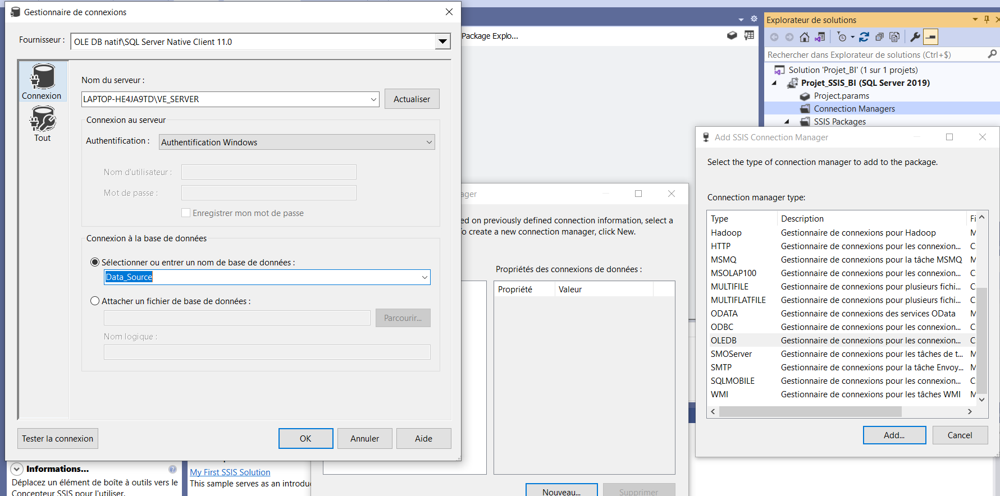 Gestionnaire de connexions
Fournisseur :
OLE DB natif\SQL Server Native Client 11.0
Connexion
Tout
Nom du serveur :
LAPTOP-HE4JA9TD\VE_SERVER
Actualiser
Connexion au serveur
Authentification :
Authentification Windows
Nom d'utilisateur :
Mot de passe :
Enregistrer mon mot de passe
Connexion à la base de données
Sélectionner ou entrer un nom de base de données :
Data_Source
Attacher un fichier de base de données :
Parcourir...
Nom logique :
Tester la connexion
OK
Annuler
Aide
Informations...
Déplacez un élément de boîte à outils vers le
Concepteur SSIS pour l'utiliser.
My First SSIS Solution
This sample serves as an introdu
Package Explo...
ager
ed on previously defined connection information, select a
o create a new connection manager, click New.
Propriétés des connexions de données :
Propriété Valeur
Nouveau...
Supprimer
Explorateur de solutions
Rechercher dans Explorateur de solutions (Ctrl+$)
Solution 'Projet_BI' (1 sur 1 projets)
Projet_SSIS_BI (SQL Server 2019)
Project.params
Connection Managers
SSIS Packages
Add SSIS Connection Manager
Select the type of connection manager to add to the package.
Connection manager type:
Type Description Fi
Hadoop Gestionnaire de connexions pour Hadoop M
HTTP Gestionnaire de connexions pour les connexion... C
MSMQ Gestionnaire de connexions pour la tâche MSMQ M
MSOLAP100 Gestionnaire de connexions pour les connexion... C
MULTIFILE Gestionnaire de connexions pour plusieurs fichi... M
MULTIFLATFILE Gestionnaire de connexions pour plusieurs fichi... M
ODATA Gestionnaire de connexions des services OData M
ODBC Gestionnaire de connexions pour les connexion... C
OLEDB Gestionnaire de connexions pour les connexion... C
SMOServer Gestionnaire de connexions pour les tâches de t... M
SMTP Gestionnaire de connexions pour la tâche Envoy... M
SQLMOBILE Gestionnaire de connexions pour les connexion... C
WMI Gestionnaire de connexions pour les tâches WMI M
Add...
Cancel